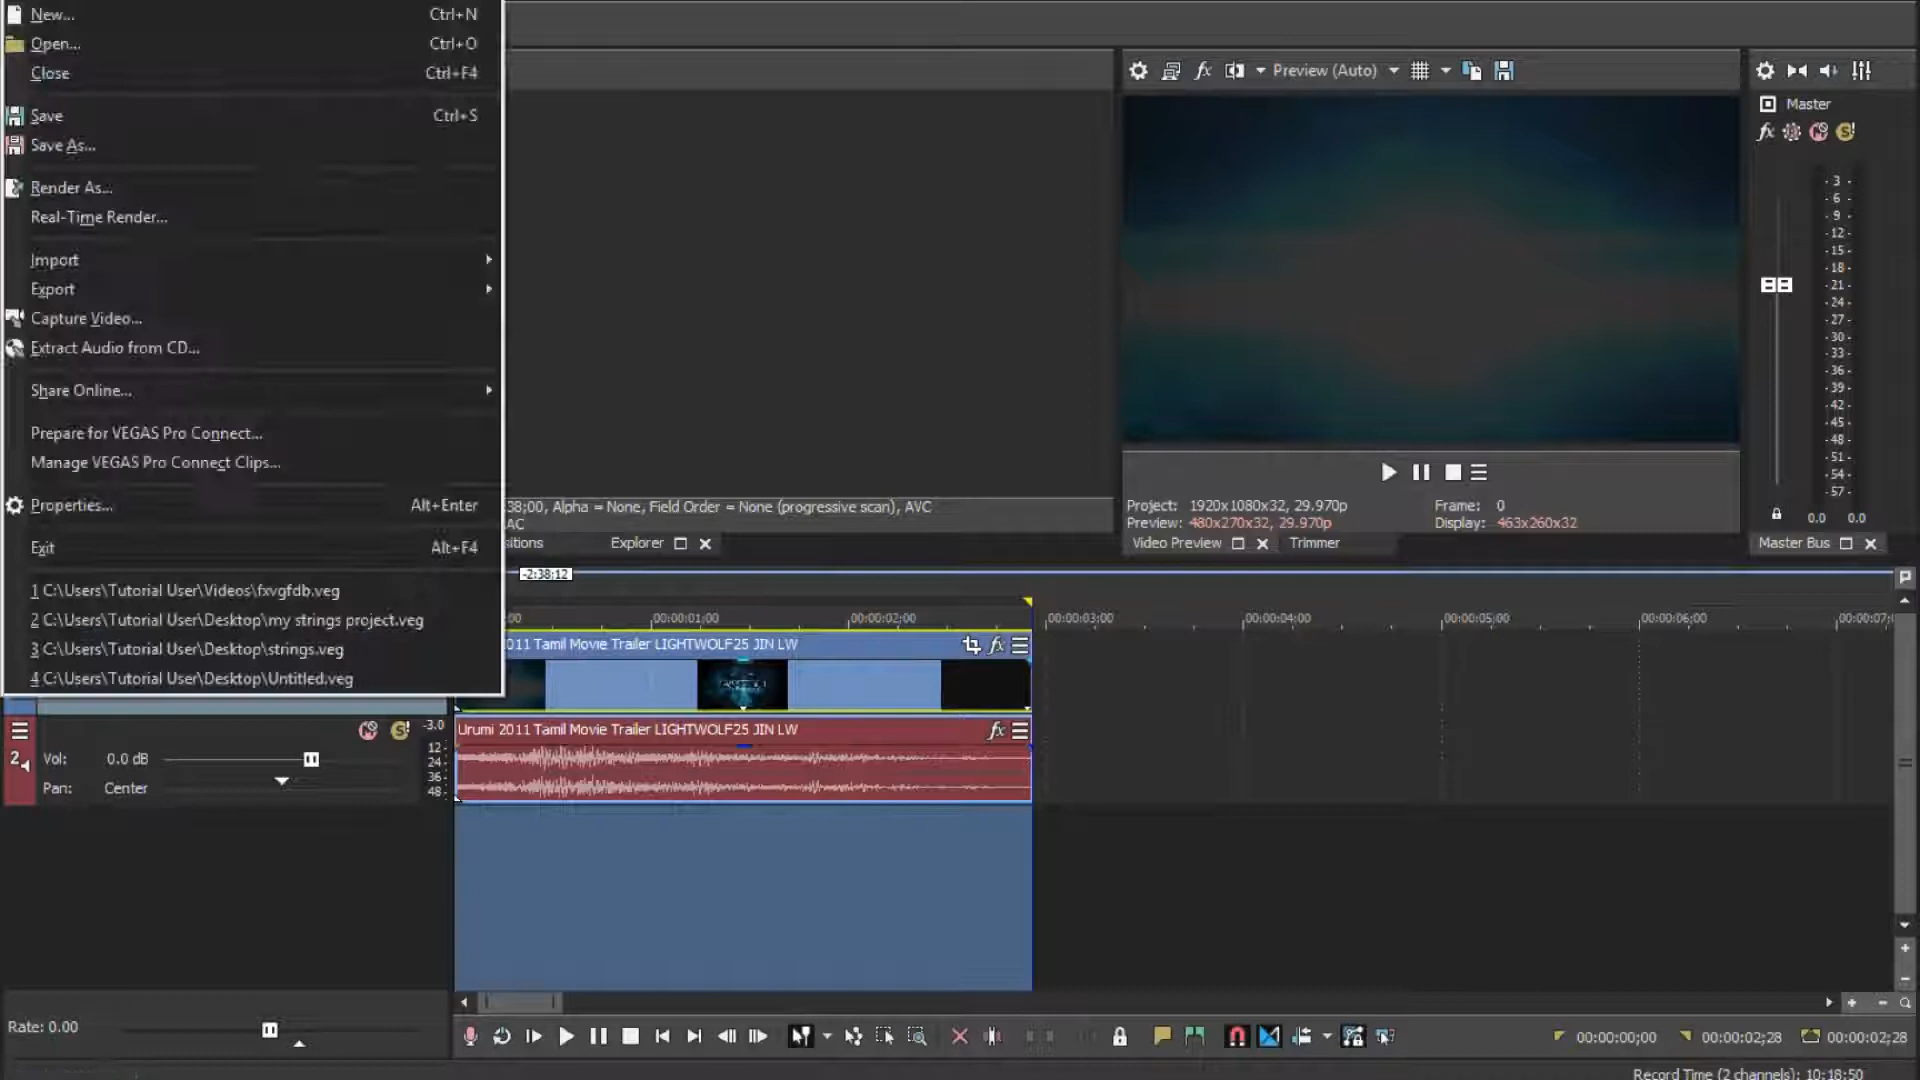 New... Ctrl+N
Open... Ctrl+O
Close Ctrl+F4
Save Ctrl+S
Save As...
Render As...
Real-Time Render...
Import
Export
Capture Video...
Extract Audio from CD...
Share Online...
Prepare for VEGAS Pro Connect...
Manage VEGAS Pro Connect Clips...
Properties... Alt+Enter
Exit Alt+F4
1 C:\Users\Tutorial User\Videos\fxvgfdb.veg
2 C:\Users\Tutorial User\Desktop\my strings project.veg
3 C:\Users\Tutorial User\Desktop\strings.veg
4 C:\Users\Tutorial User\Desktop\Untitled.veg
:38;00, Alpha = None, Field Order = None (progressive scan), AVC
AC
sitions Explorer
fx Preview (Auto)
Project: 1920x1080x32, 29.970p
Preview: 480x270x32, 29.970p
Frame: 0
Display: 463x260x32
Video Preview Trimmer
Master
fx
-3-
-6-
-9-
-12-
-15-
-18-
-21-
-24-
-27-
-30-
-33-
-36-
-39-
-42-
-45-
-48-
-51-
-54-
-57-
0.0 0.0
Master Bus
-2:38;12
:00 00:00:01;00 00:00:02;00 00:00:03;00 00:00:04;00 00:00:05;00 00:00:06;00 00:00:07;
011 Tamil Movie Trailer LIGHTWOLF25 JIN LW fx
Urumi 2011 Tamil Movie Trailer LIGHTWOLF25 JIN LW fx
2
Vol: 0.0 dB
Pan: Center
-3.0
12-
24-
36-
48-
Rate: 0.00
00:00:00;00 00:00:02;28 00:00:02;28
Record Time (2 channels): 10:18:50